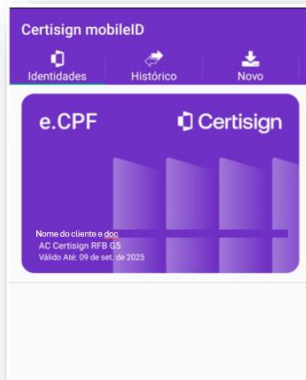 Certisign mobileID
Identidades Histórico Novo
e.CPF Certisign
Nome do cliente e doc
AC Certisign RFB G5
Válido Até: 09 de set. de 2025